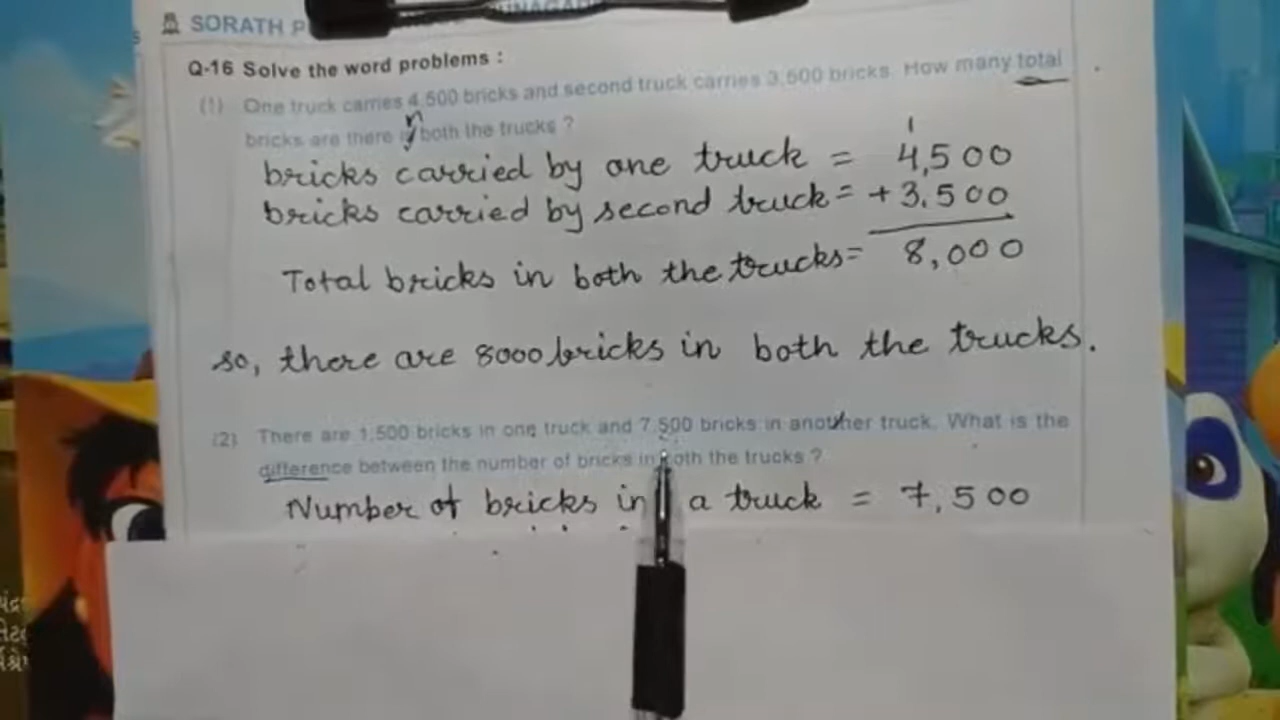 SORATH P
Q-16 Solve the word problems :
(1) One truck carries 4,500 bricks and second truck carries 3,500 bricks. How many total
bricks are there in both the trucks ?
1
bricks carried by one truck = 4,500
bricks carried by second truck = + 3,500
Total bricks in both the trucks = 8,000
so, there are 8000 bricks in both the trucks.
(2) There are 1,500 bricks in one truck and 7,500 bricks in another truck. What is the
difference between the number of bricks in both the trucks ?
Number of bricks in a truck = 7,500